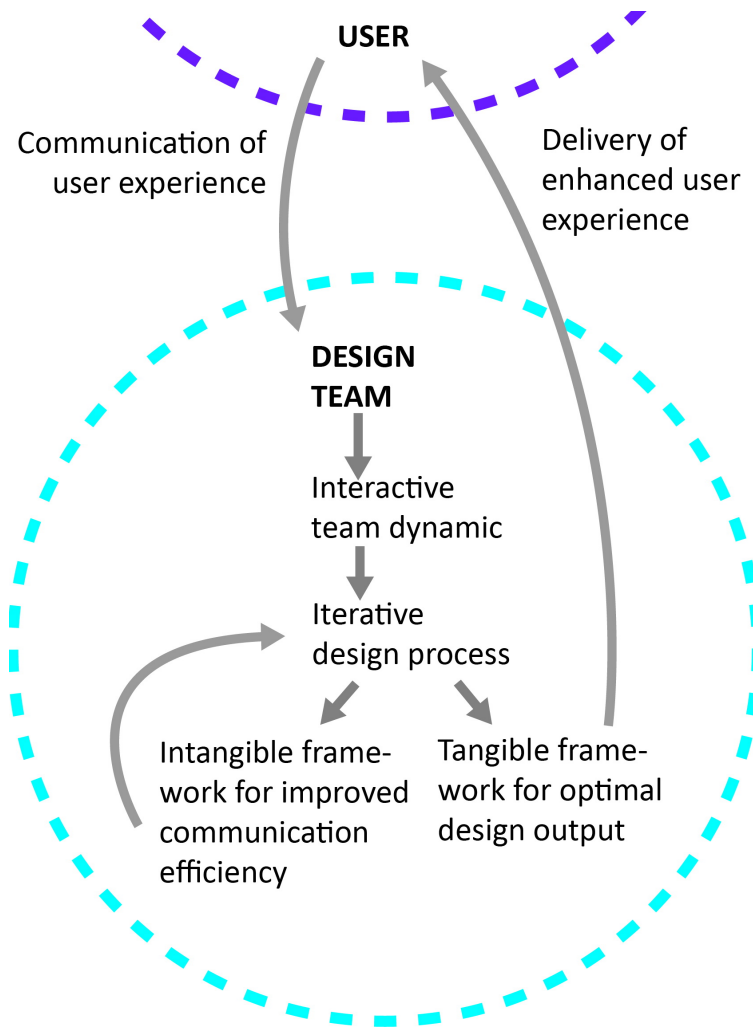 USER
Communication of
user experience
Delivery of
enhanced user
experience
DESIGN
TEAM
Interactive
team dynamic
Iterative
design process
Intangible frame-
work for improved
communication
efficiency
Tangible frame-
work for optimal
design output